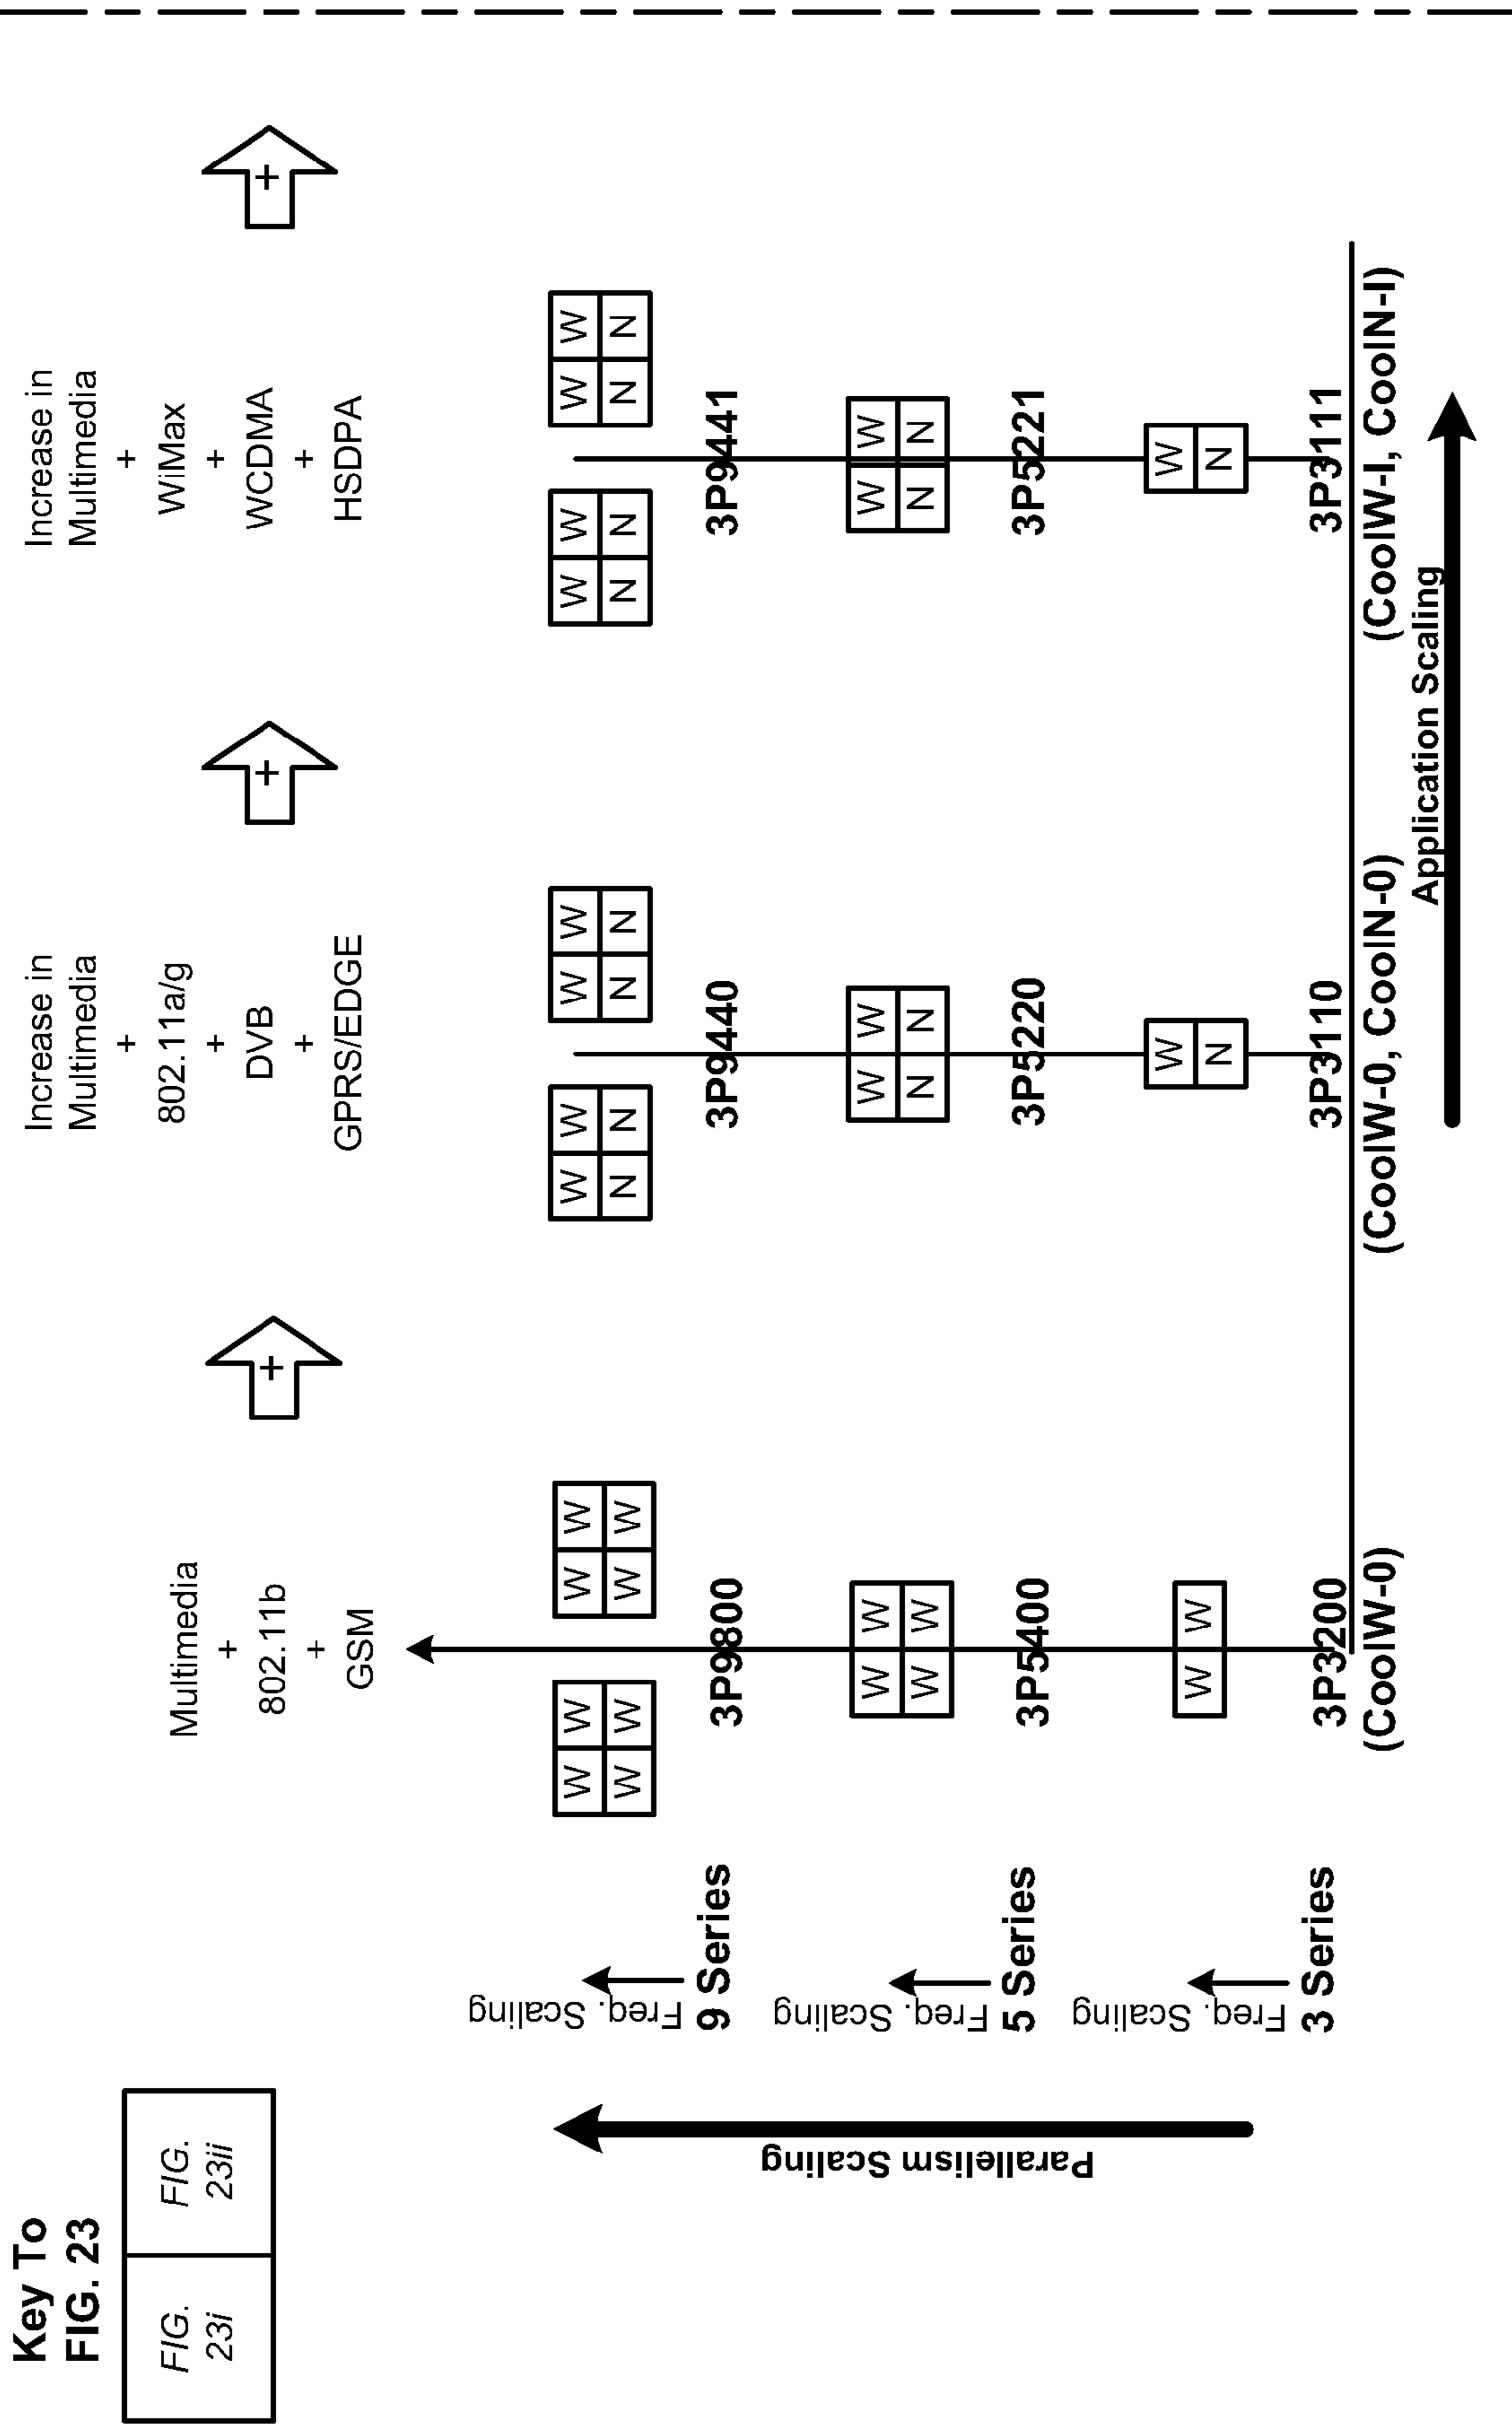 Key To
FIG. 23
FIG.
23i
FIG.
23ii
Multimedia
+
802.11b
+
GSM
+
Increase in
Multimedia
+
802.11a/g
+
DVB
+
GPRS/EDGE
+
Increase in
Multimedia
+
WiMax
+
WCDMA
+
HSDPA
+
Parallelism Scaling
Freq. Scaling
9 Series
W W W W
W W W W
3P9800
W W W W
N N N N
3P9440
W W W W
N N N N
3P9441
Freq. Scaling
5 Series
W W
W W
3P5400
W W
N N
3P5220
W W
N N
3P5221
Freq. Scaling
3 Series
W W
3P3200
(CoolW-0)
W
N
3P3110
(CoolW-0, CoolN-0)
W
N
3P3111
(CoolW-I, CoolN-I)
Application Scaling